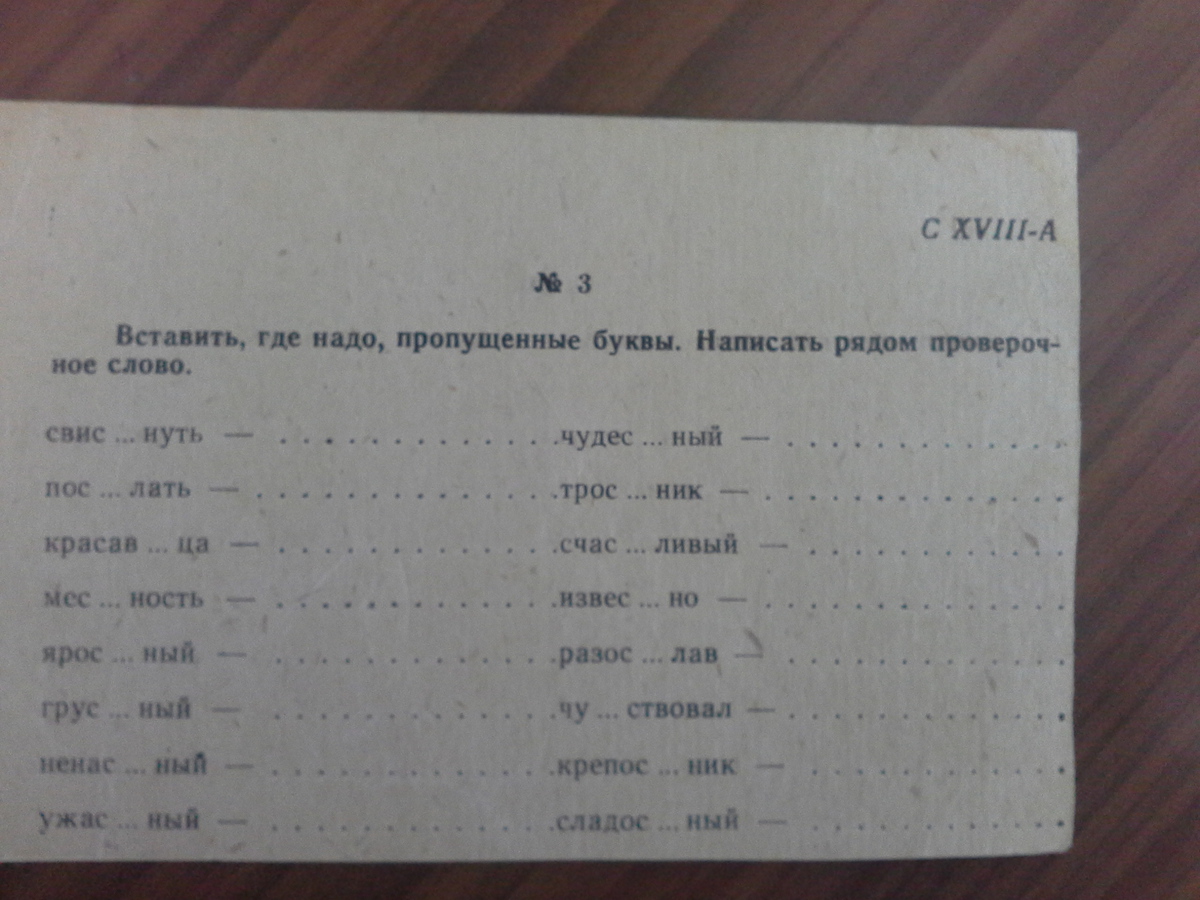 С XVIII-А
№ 3
Вставить, где надо, пропущенные буквы. Написать рядом провероч-
ное слово.
свис ... нуть — . . . . . . . . . . . . . чудес ... ный — . . . . . . . . . . . . .
пос ... лать — . . . . . . . . . . . . . . трос ... ник — . . . . . . . . . . . . . .
красав ... ца — . . . . . . . . . . . . . счас ... ливый — . . . . . . . . . . . .
мес ... ность — . . . . . . . . . . . . . извес ... но — . . . . . . . . . . . . . .
ярос ... ный — . . . . . . . . . . . . . разос ... лав — . . . . . . . . . . . . .
грус ... ный — . . . . . . . . . . . . . чу ... ствовал — . . . . . . . . . . . . .
ненас ... ный — . . . . . . . . . . . . . крепос ... ник — . . . . . . . . . . . .
ужас ... ный — . . . . . . . . . . . . . сладос ... ный — . . . . . . . . . . . .